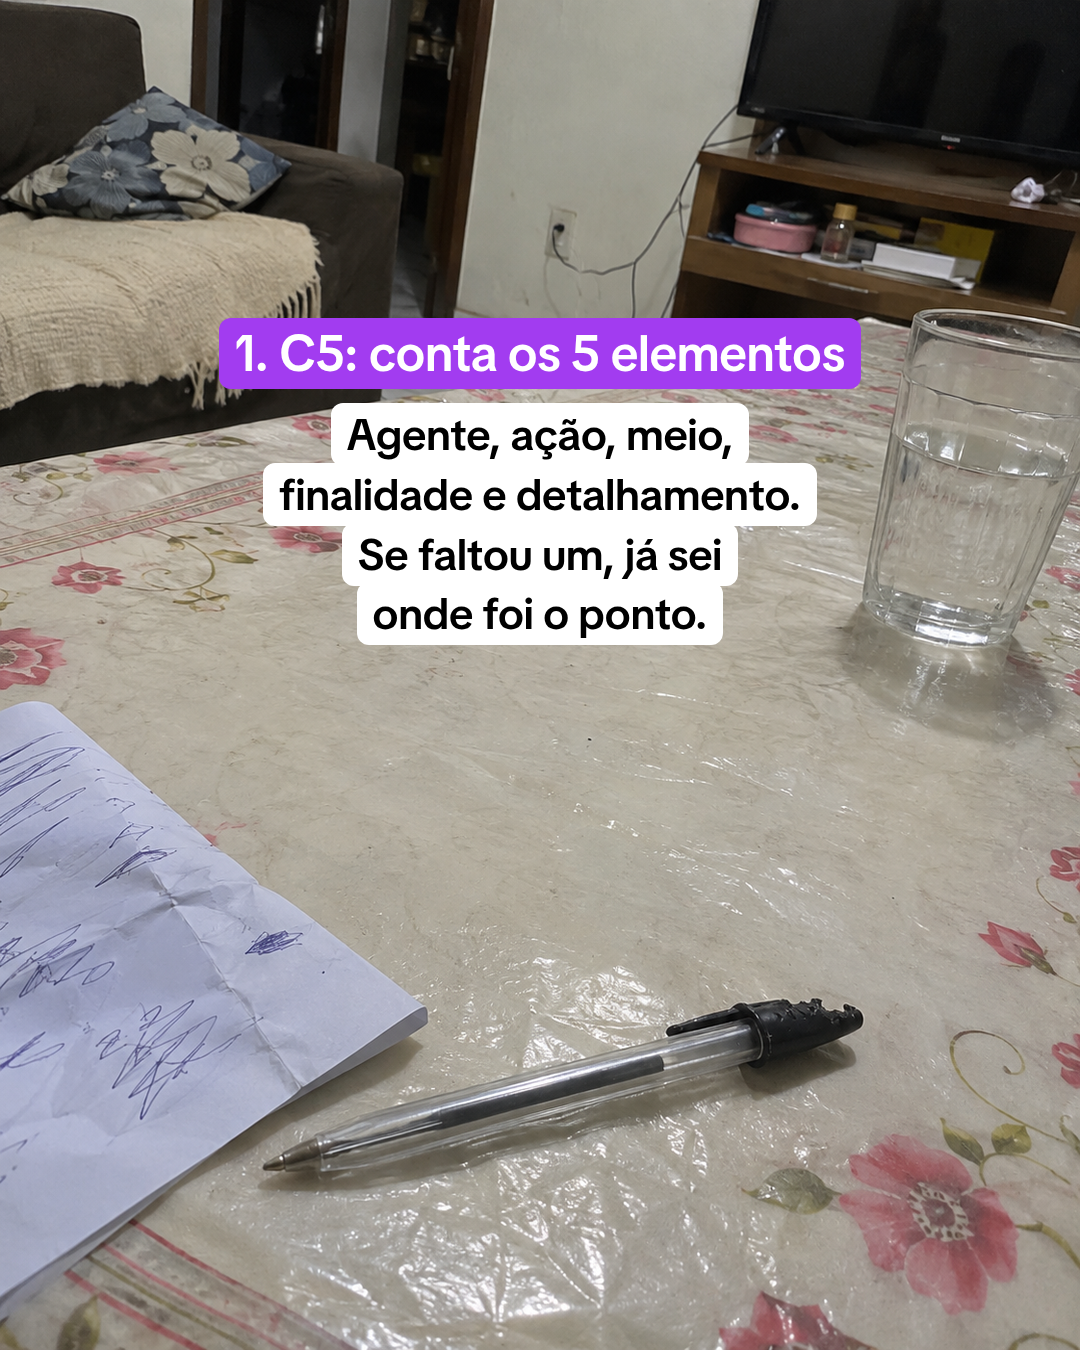 1. C5: conta os 5 elementos
Agente, ação, meio,
finalidade e detalhamento.
Se faltou um, já sei
onde foi o ponto.